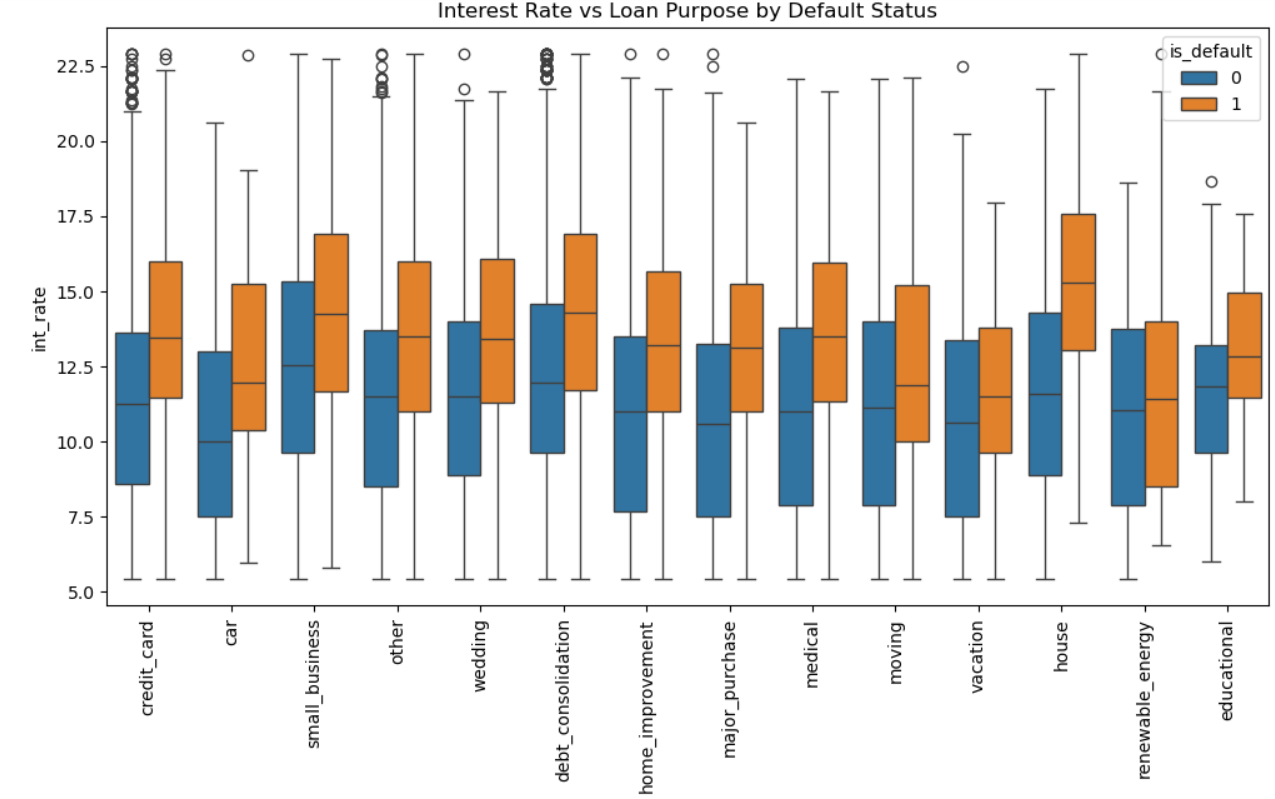 Interest Rate vs Loan Purpose by Default Status
int_rate
22.5
20.0
17.5
15.0
12.5
10.0
7.5
5.0
is_default
0
1
credit_card
car
small_business
other
wedding
debt_consolidation
home_improvement
major_purchase
medical
moving
vacation
house
renewable_energy
educational